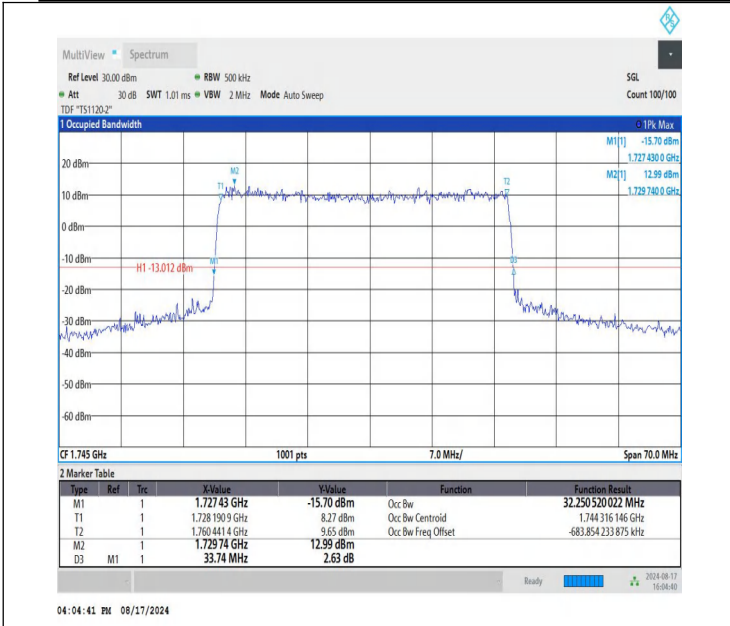 R&S
MultiView Spectrum
Ref Level 30.00 dBm RBW 500 kHz SGL
Att 30 dB SWT 1.01 ms VBW 2 MHz Mode Auto Sweep Count 100/100
TDF "TS1120-2"
1 Occupied Bandwidth 1Pk Max
M1[1] -15.70 dBm
1.727 430 0 GHz
M2[1] 12.99 dBm
1.729 740 0 GHz
20 dBm
M2
T1
T2
10 dBm
0 dBm
-10 dBm
H1 -13.012 dBm
M1
D3
-20 dBm
-30 dBm
-40 dBm
-50 dBm
-60 dBm
CF 1.745 GHz 1001 pts 7.0 MHz/ Span 70.0 MHz
2 Marker Table
Type Ref Trc X-Value Y-Value Function Function Result
M1 1 1.727 43 GHz -15.70 dBm Occ Bw 32.250 520 022 MHz
T1 1 1.728 190 9 GHz 8.27 dBm Occ Bw Centroid 1.744 316 146 GHz
T2 1 1.760 441 4 GHz 9.65 dBm Occ Bw Freq Offset -683.854 233 875 kHz
M2 1 1.729 74 GHz 12.99 dBm
D3 M1 1 33.74 MHz 2.63 dB
Ready 2024-08-17
16:04:40
04:04:41 PM 08/17/2024